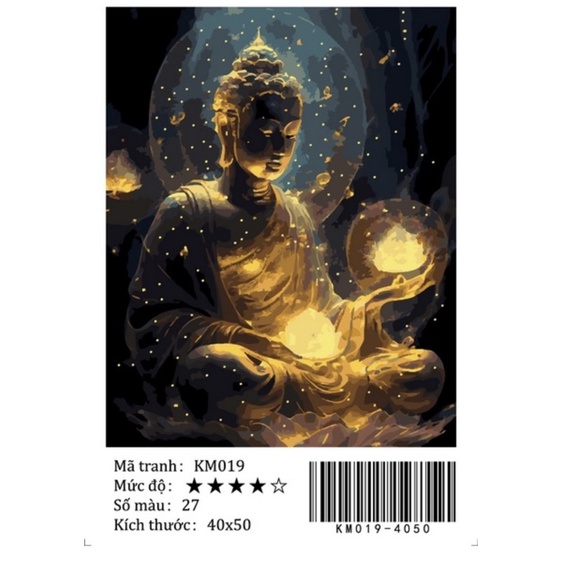 Mã tranh: KM019
Mức độ: ★★★★☆
Số màu: 27
Kích thước: 40x50
KM019-4050